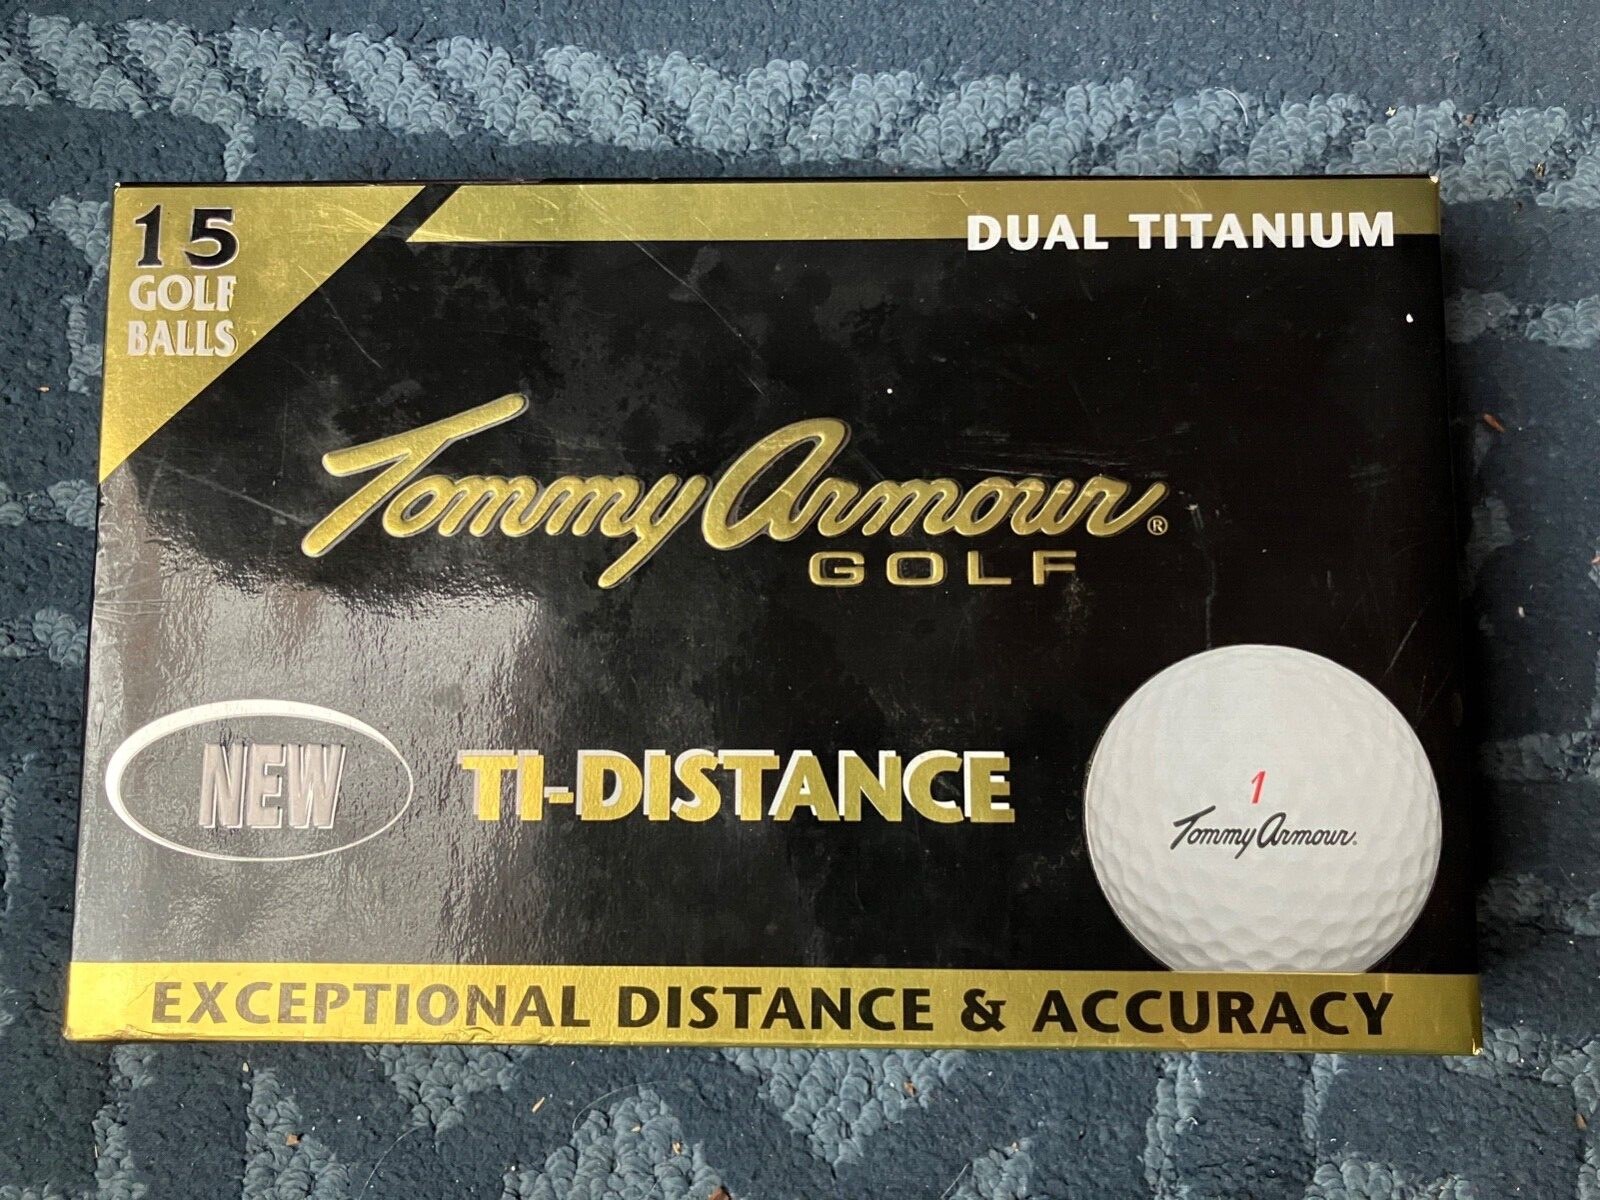 15
GOLF
BALLS
DUAL TITANIUM
Tommy Armour®
GOLF
NEW
TI-DISTANCE
1
Tommy Armour.
EXCEPTIONAL DISTANCE & ACCURACY